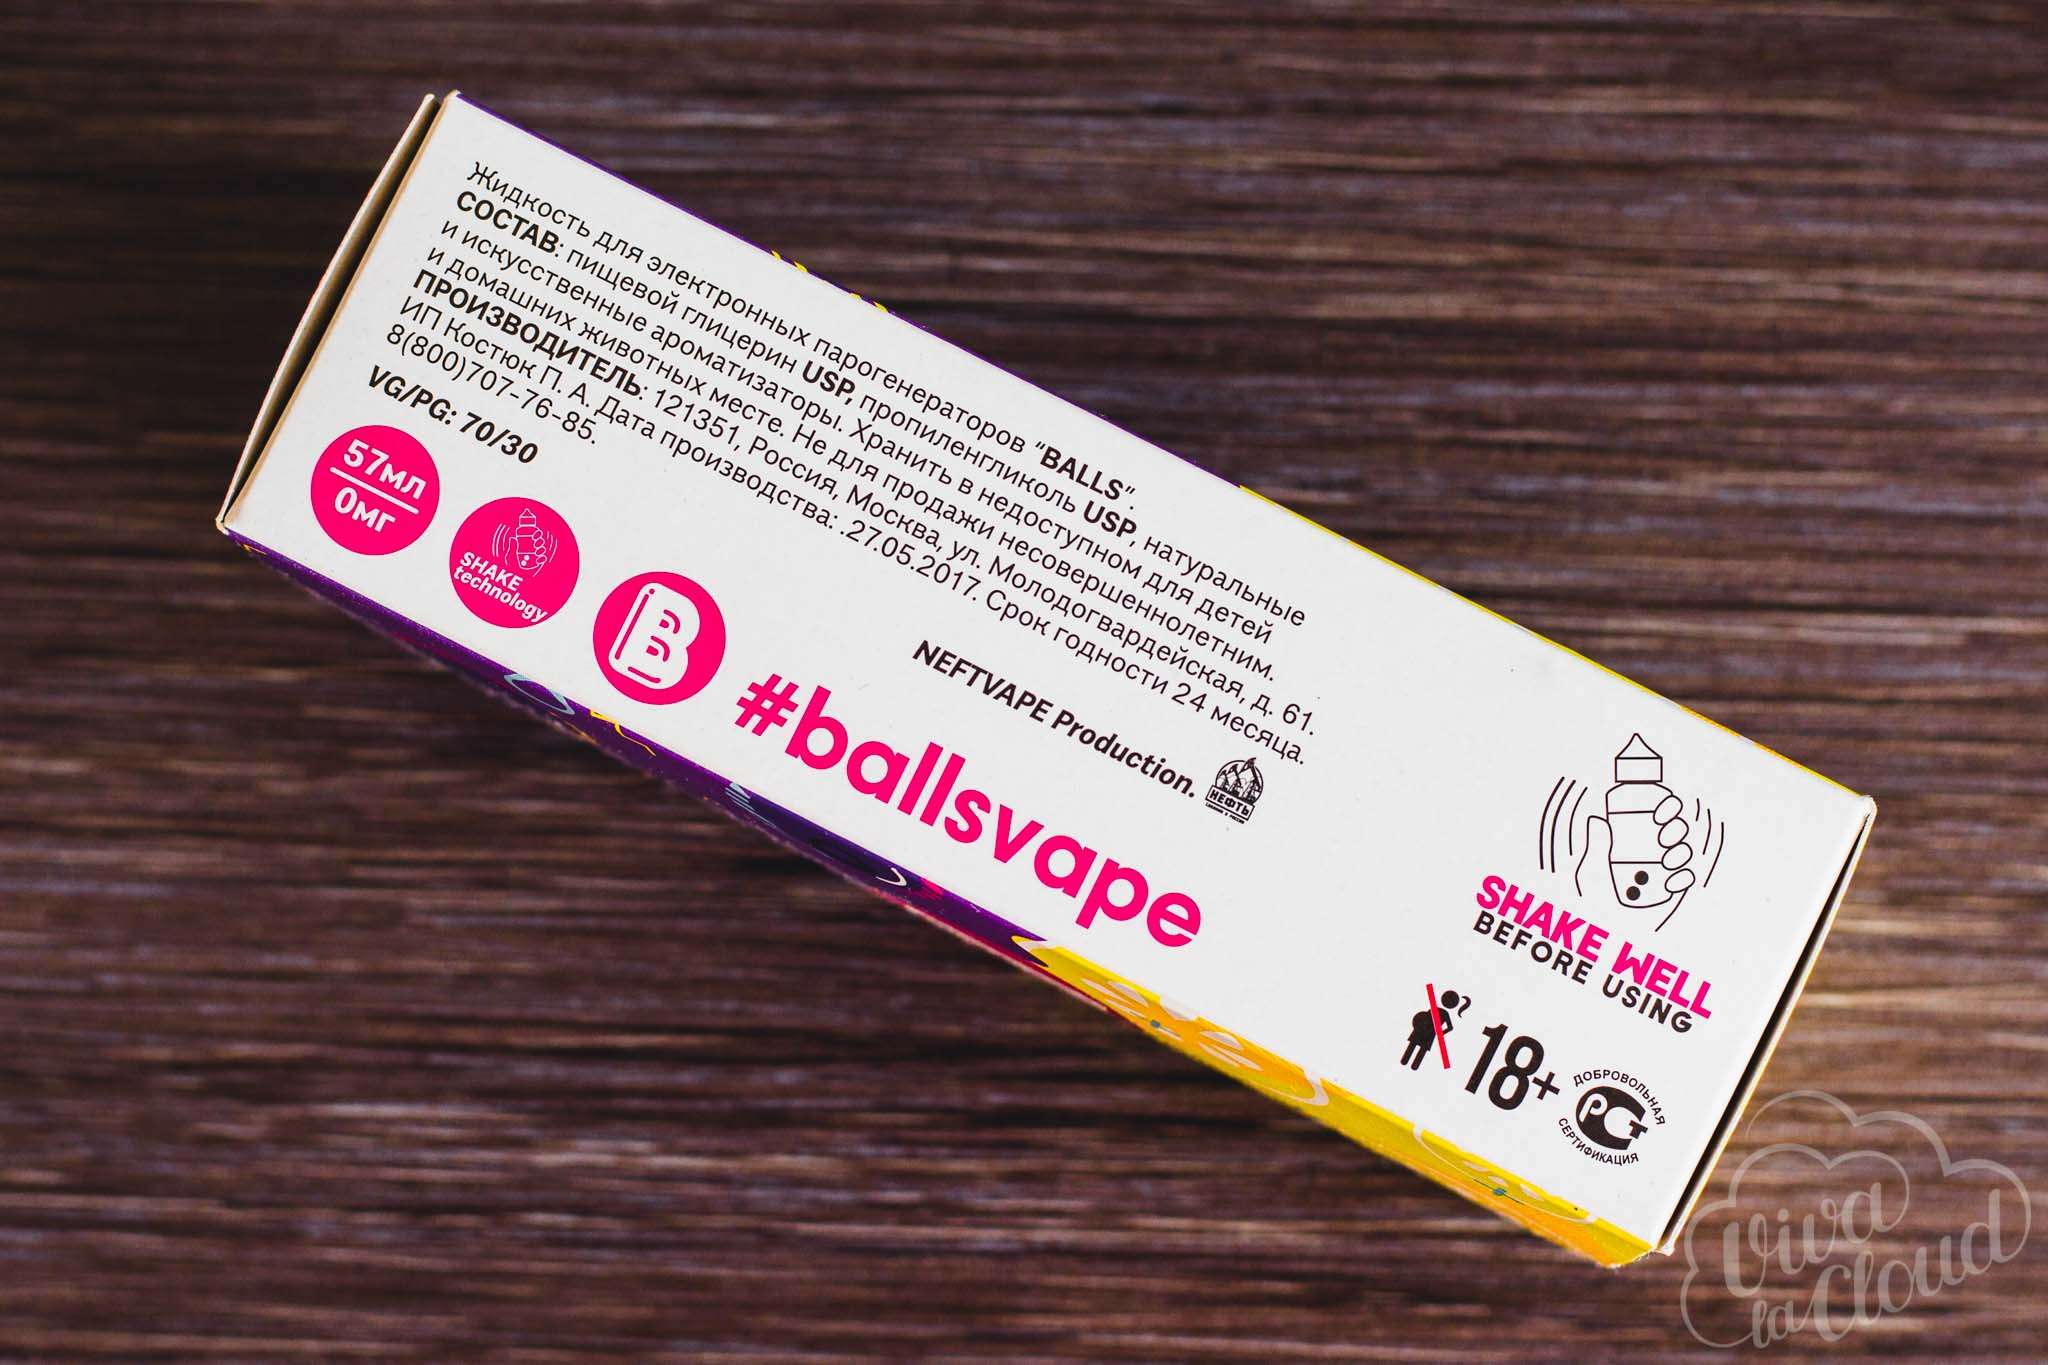 Жидкость для электронных парогенераторов "BALLS".
СОСТАВ: пищевой глицерин USP, пропиленгликоль USP, натуральные
и искусственные ароматизаторы. Хранить в недоступном для детей
и домашних животных месте. Не для продажи несовершеннолетним.
ПРОИЗВОДИТЕЛЬ: 121351, Россия, Москва, ул. Молодогвардейская, д. 61.
ИП Костюк П. А. Дата производства: .27.05.2017. Срок годности 24 месяца.
8(800)707-76-85.
VG/PG: 70/30
NEFTVAPE Production.
НЕФТЬ
57мл
0мг
SHAKE
technology
B
#ballsvape
SHAKE WELL
BEFORE USING
18+
ДОБРОВОЛЬНАЯ
РСТ
СЕРТИФИКАЦИЯ
Viva
la Cloud